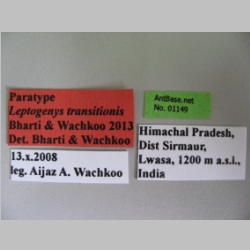 Paratype
Leptogenys transitionis
Bharti & Wachkoo 2013
Det. Bharti & Wachkoo
13.x.2008
leg. Aijaz A. Wachkoo
AntBase.net
No. 01149
Himachal Pradesh,
Dist Sirmaur,
Lwasa, 1200 m a.s.i.,
India